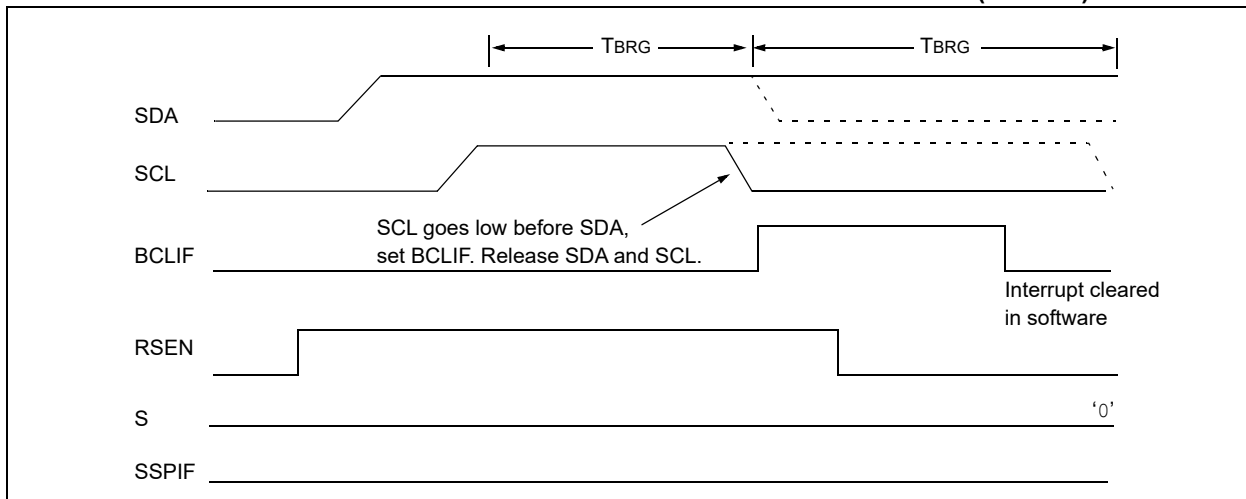 TBRG
TBRG
SDA
SCL
SCL goes low before SDA,
set BCLIF. Release SDA and SCL.
BCLIF
Interrupt cleared
in software
RSEN
S
‘0’
SSPIF